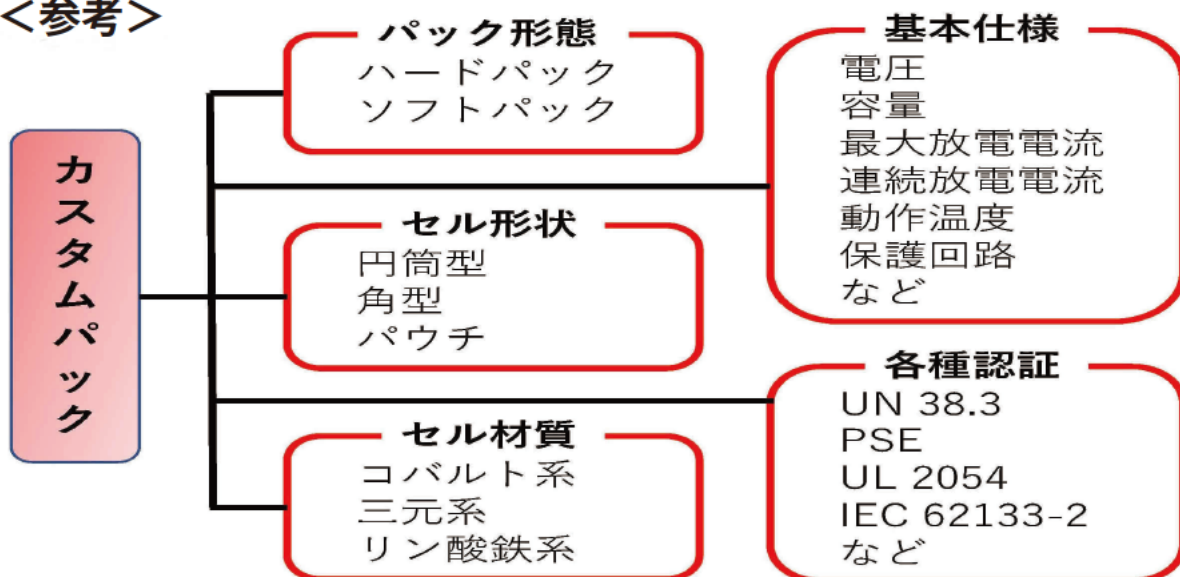 <参考>
カスタムパック
パック形態
ハードパック
ソフトパック
セル形状
円筒型
角型
パウチ
セル材質
コバルト系
三元系
リン酸鉄系
基本仕様
電圧
容量
最大放電電流
連続放電電流
動作温度
保護回路
など
各種認証
UN 38.3
PSE
UL 2054
IEC 62133-2
など